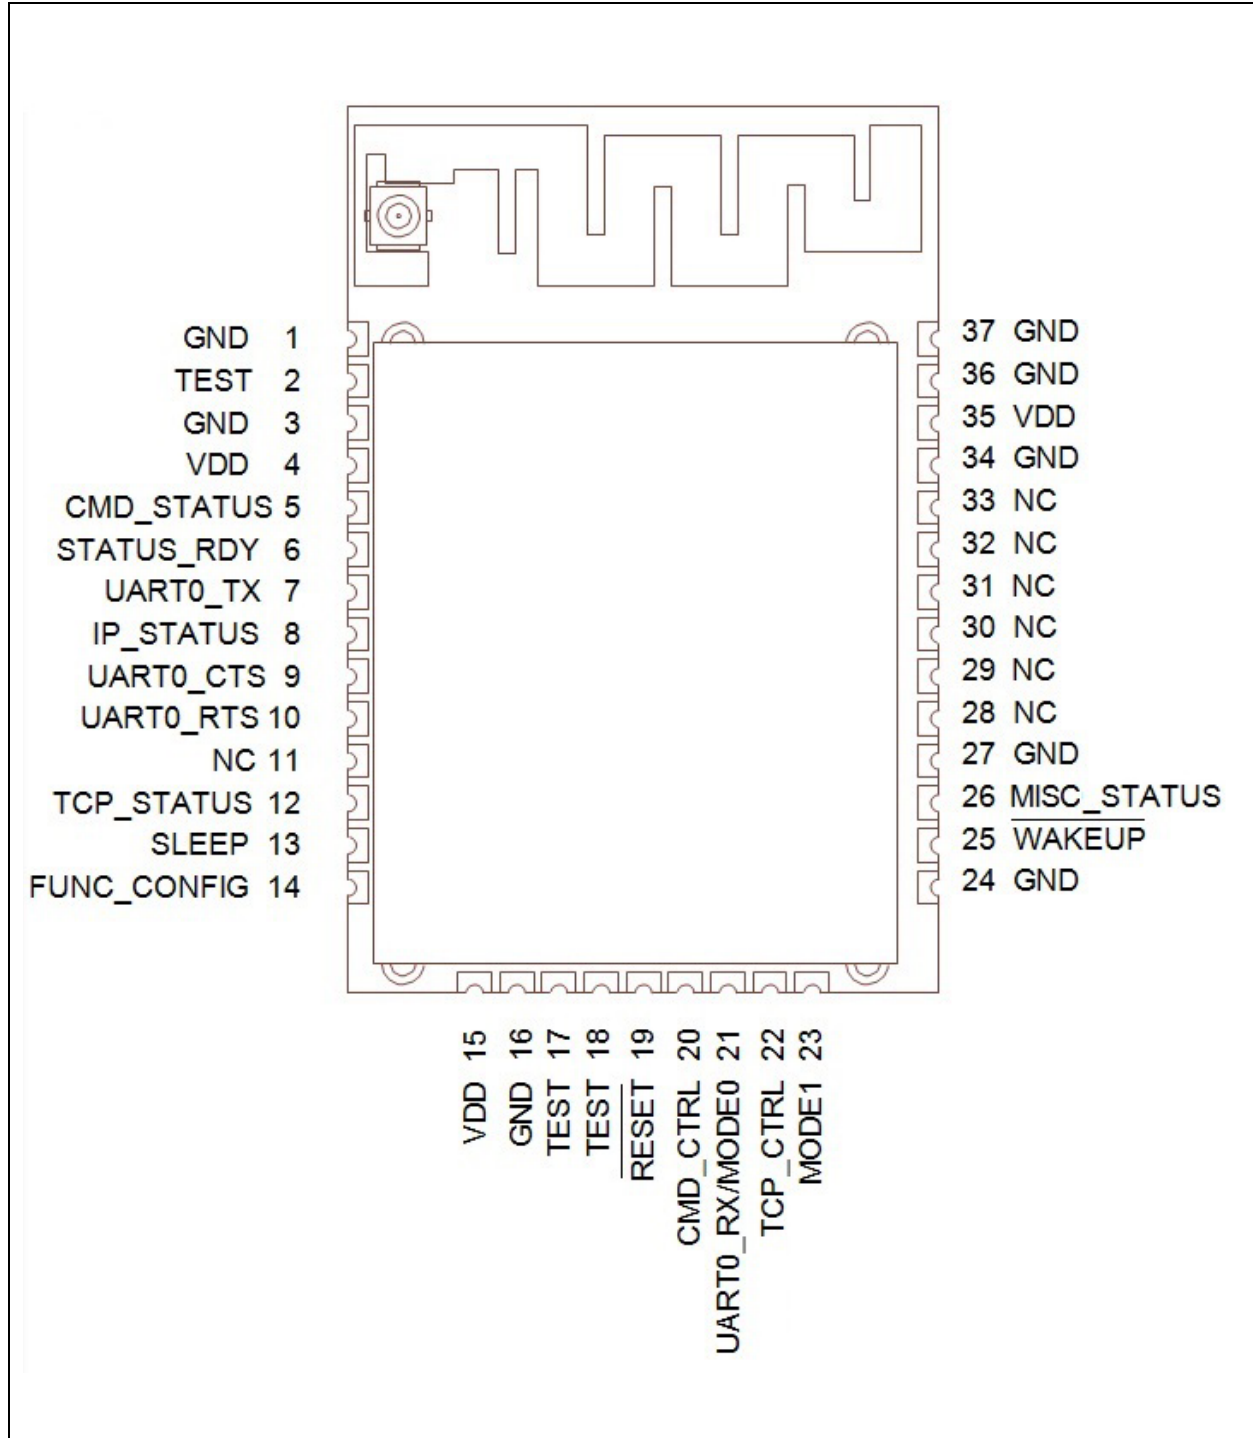 GND 1
TEST 2
GND 3
VDD 4
CMD_STATUS 5
STATUS_RDY 6
UART0_TX 7
IP_STATUS 8
UART0_CTS 9
UART0_RTS 10
NC 11
TCP_STATUS 12
SLEEP 13
FUNC_CONFIG 14
VDD 15
GND 16
TEST 17
TEST 18
RESET 19
CMD_CTRL 20
UART0_RX/MODE0 21
TCP_CTRL 22
MODE1 23
37 GND
36 GND
35 VDD
34 GND
33 NC
32 NC
31 NC
30 NC
29 NC
28 NC
27 GND
26 MISC_STATUS
25 WAKEUP
24 GND